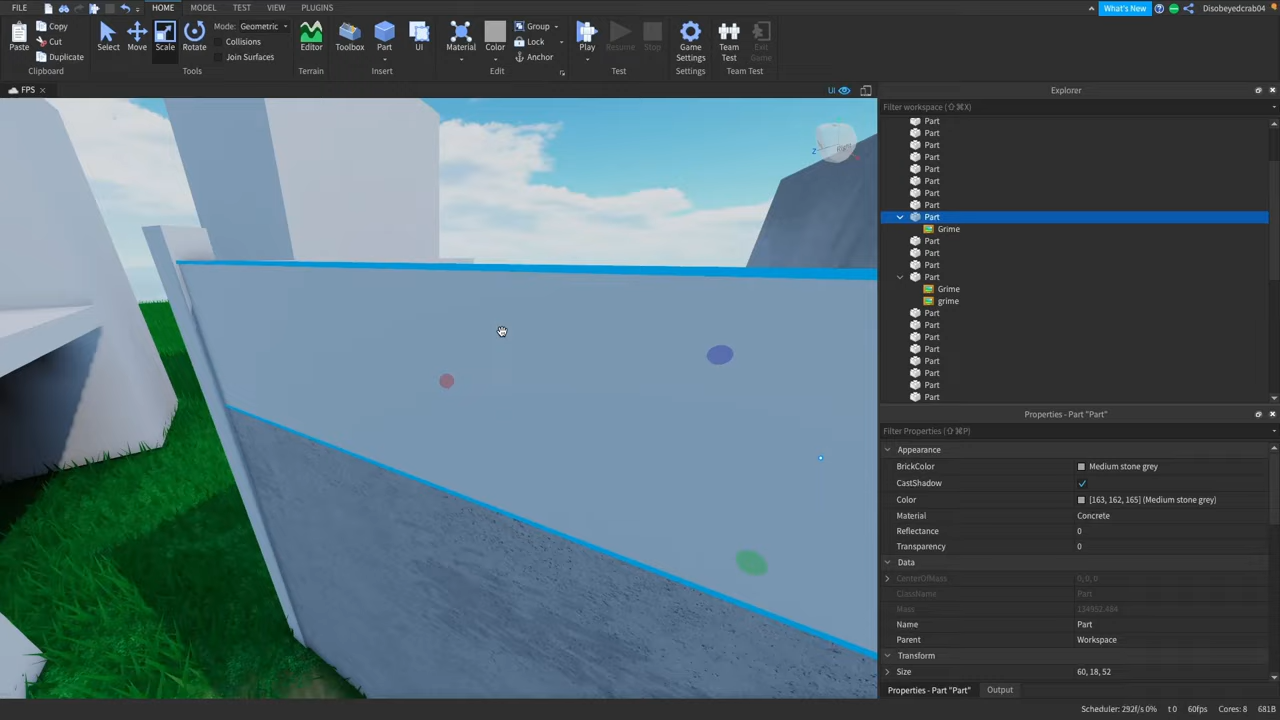 FILE HOME MODEL TEST VIEW PLUGINS What's New Disobeyedcrab04
Paste Copy Cut Duplicate Select Move Scale Rotate Mode: Geometric Collisions Join Surfaces Editor Toolbox Part UI Material Color Group Lock Anchor Play Resume Stop Game Settings Team Test Exit Game
Clipboard Tools Terrain Insert Edit Test Settings Team Test
FPS UI Explorer
Filter workspace (⇧⌘X)
Part
Part
Part
Part
Part
Part
Part
Part
Part
Grime
Part
Part
Part
Part
Grime
grime
Part
Part
Part
Part
Part
Part
Part
Part
Properties - Part "Part"
Filter Properties (⇧⌘P)
Appearance
BrickColor Medium stone grey
CastShadow
Color [163, 162, 165] (Medium stone grey)
Material Concrete
Reflectance 0
Transparency 0
Data
CenterOfMass 0, 0, 0
ClassName Part
Mass
Name Part
Parent Workspace
Transform
Size 60, 18, 52
Properties - Part "Part" Output
Scheduler: 292f/s 0% t 0 60fps Cores: 8 681B